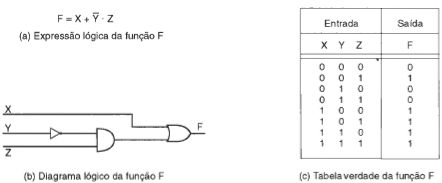 F = X + Y̅ · Z
(a) Expressão lógica da função F
X
Y
Z
F
(b) Diagrama lógico da função F
Entrada Saída
X Y Z F
0 0 0 0
0 0 1 1
0 1 0 0
0 1 1 0
1 0 0 1
1 0 1 1
1 1 0 1
1 1 1 1
(c) Tabela verdade da função F